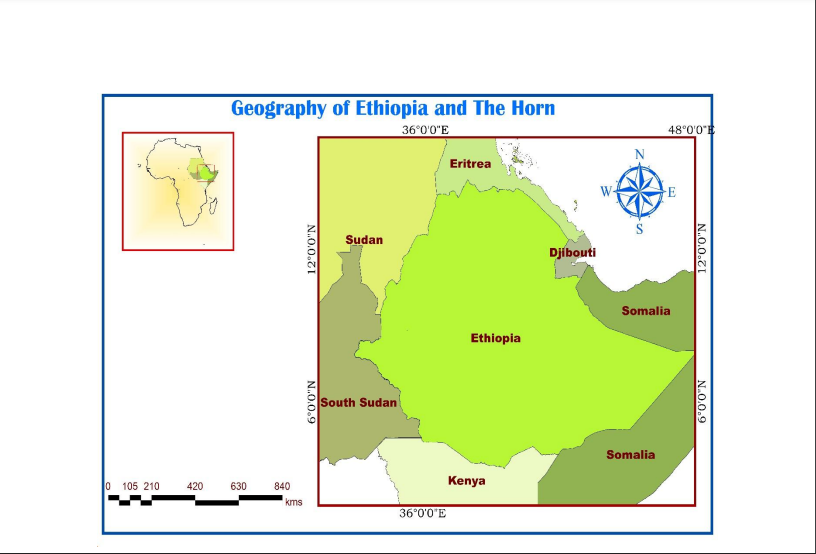 Geography of Ethiopia and The Horn
36°0'0"E
48°0'0"E
Eritrea
N
W
E
S
Sudan
12°0'0"N
12°0'0"N
Djibouti
Somalia
Ethiopia
South Sudan
6°0'0"N
6°0'0"N
Somalia
Kenya
0 105 210 420 630 840
kms
36°0'0"E